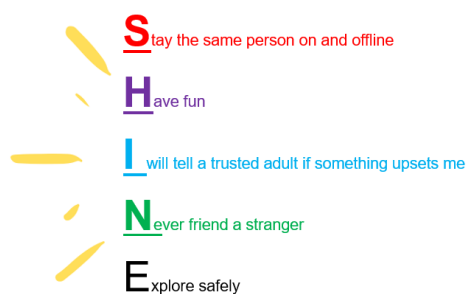 Stay the same person on and offline
Have fun
I will tell a trusted adult if something upsets me
Never friend a stranger
Explore safely